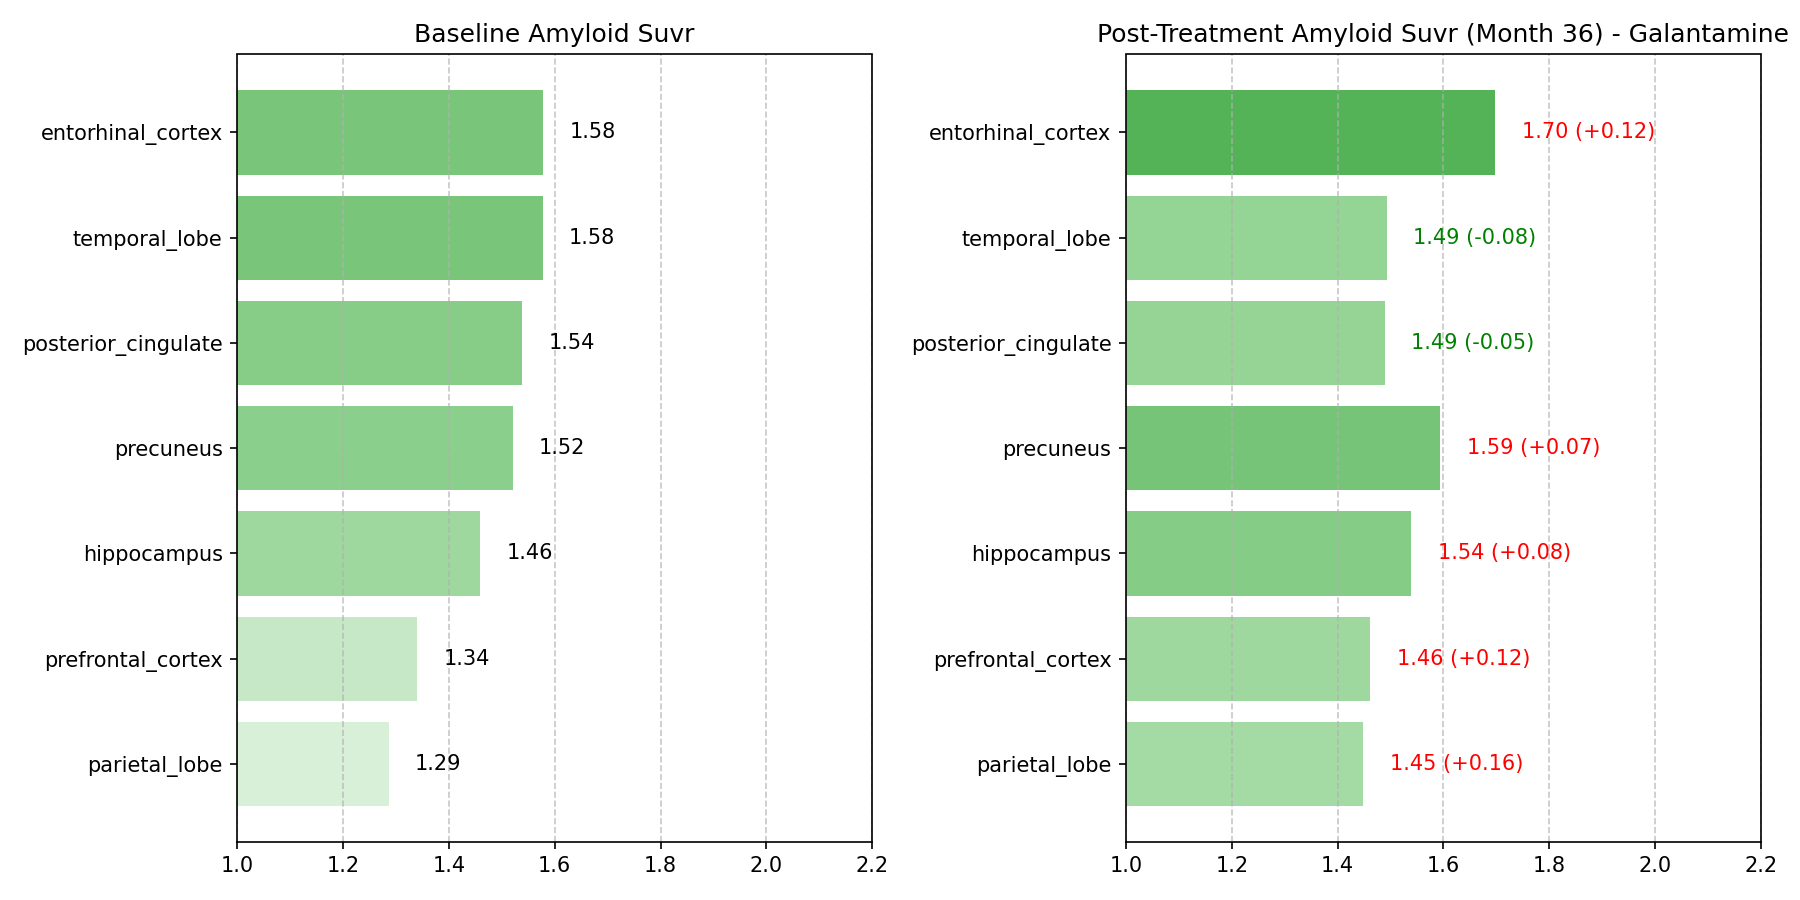 Baseline Amyloid Suvr
entorhinal_cortex
1.58
temporal_lobe
1.58
posterior_cingulate
1.54
precuneus
1.52
hippocampus
1.46
prefrontal_cortex
1.34
parietal_lobe
1.29
1.0 1.2 1.4 1.6 1.8 2.0 2.2
Post-Treatment Amyloid Suvr (Month 36) - Galantamine
entorhinal_cortex
1.70 (+0.12)
temporal_lobe
1.49 (-0.08)
posterior_cingulate
1.49 (-0.05)
precuneus
1.59 (+0.07)
hippocampus
1.54 (+0.08)
prefrontal_cortex
1.46 (+0.12)
parietal_lobe
1.45 (+0.16)
1.0 1.2 1.4 1.6 1.8 2.0 2.2